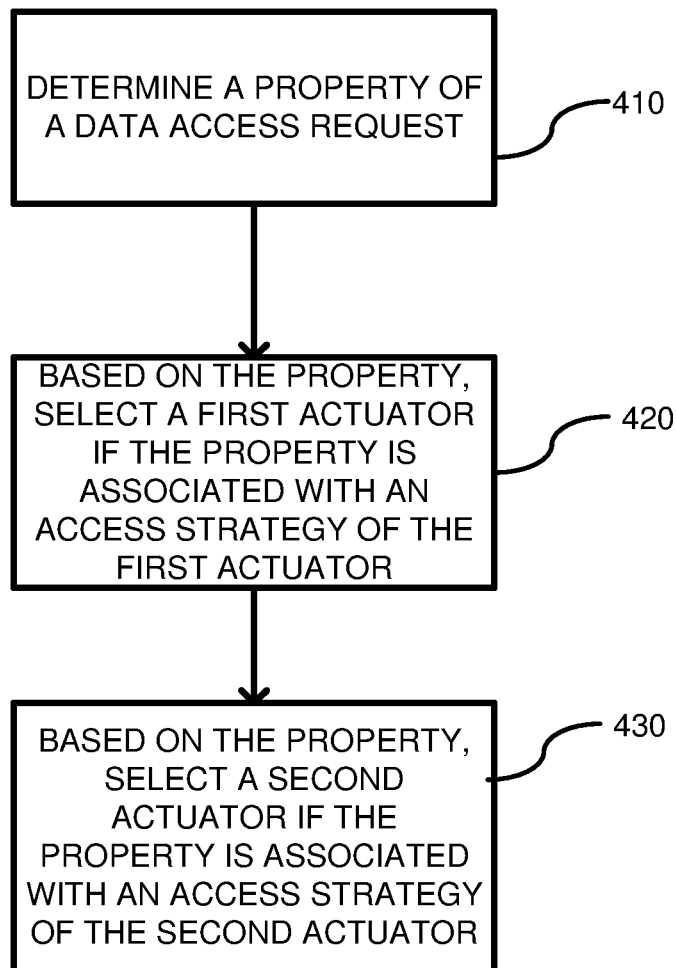 DETERMINE A PROPERTY OF
A DATA ACCESS REQUEST
410
BASED ON THE PROPERTY,
SELECT A FIRST ACTUATOR
IF THE PROPERTY IS
ASSOCIATED WITH AN
ACCESS STRATEGY OF THE
FIRST ACTUATOR
420
BASED ON THE PROPERTY,
SELECT A SECOND
ACTUATOR IF THE
PROPERTY IS ASSOCIATED
WITH AN ACCESS STRATEGY
OF THE SECOND ACTUATOR
430